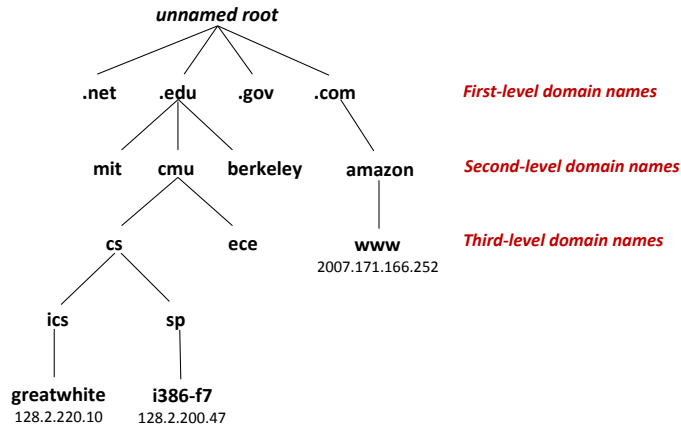 unnamed root
.net .edu .gov .com First-level domain names
mit cmu berkeley amazon Second-level domain names
cs ece www Third-level domain names
2007.171.166.252
ics sp
greatwhite i386-f7
128.2.220.10 128.2.200.47